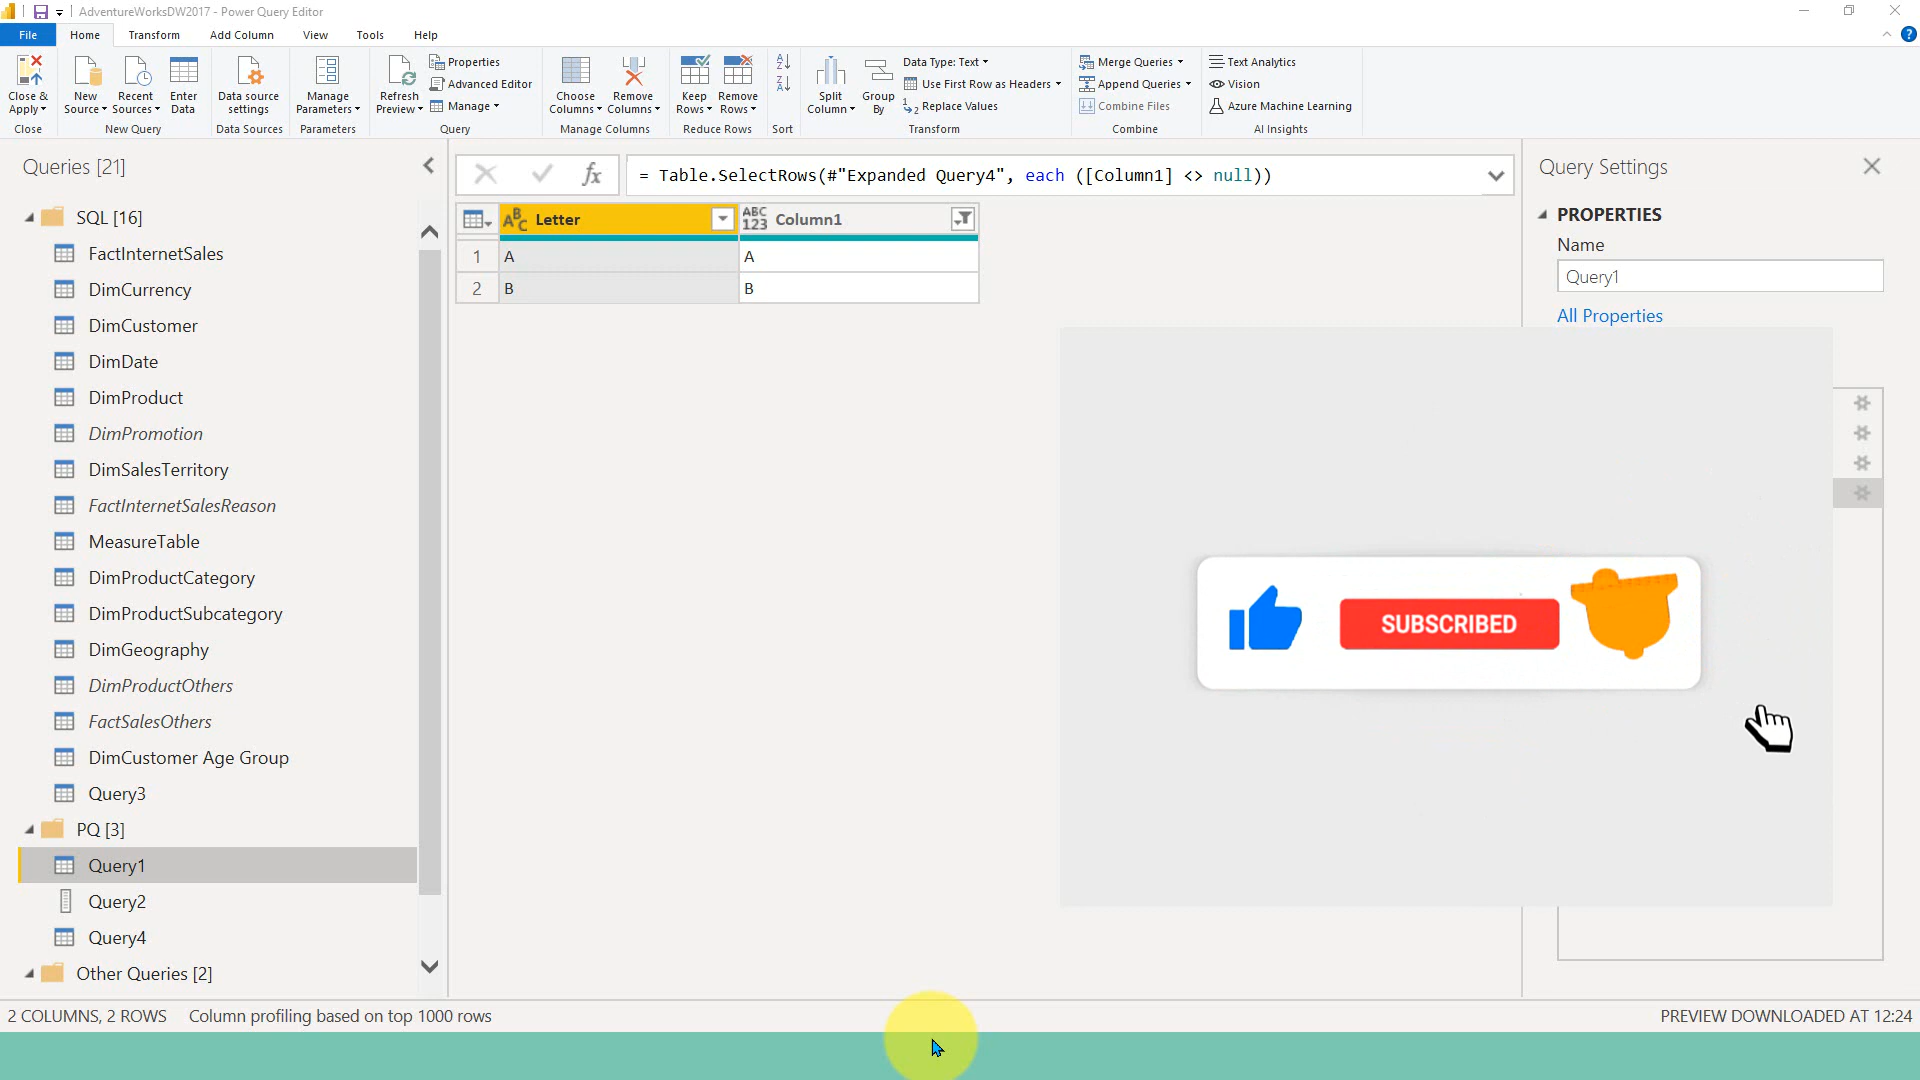 AdventureWorksDW2017 - Power Query Editor
File Home Transform Add Column View Tools Help
Close & Apply
Close
New Source
Recent Sources
Enter Data
New Query
Data source settings
Data Sources
Manage Parameters
Parameters
Refresh Preview
Properties
Advanced Editor
Manage
Query
Choose Columns
Remove Columns
Manage Columns
Keep Rows
Remove Rows
Reduce Rows
Sort
Split Column
Group By
Data Type: Text
Use First Row as Headers
Replace Values
Transform
Merge Queries
Append Queries
Combine Files
Combine
Text Analytics
Vision
Azure Machine Learning
AI Insights
Queries [21]
SQL [16]
FactInternetSales
DimCurrency
DimCustomer
DimDate
DimProduct
DimPromotion
DimSalesTerritory
FactInternetSalesReason
MeasureTable
DimProductCategory
DimProductSubcategory
DimGeography
DimProductOthers
FactSalesOthers
DimCustomer Age Group
Query3
PQ [3]
Query1
Query2
Query4
Other Queries [2]
fx = Table.SelectRows(#"Expanded Query4", each ([Column1] <> null))
ABC Letter ABC 123 Column1
1 A A
2 B B
Query Settings
PROPERTIES
Name
Query1
All Properties
SUBSCRIBED
2 COLUMNS, 2 ROWS Column profiling based on top 1000 rows
PREVIEW DOWNLOADED AT 12:24